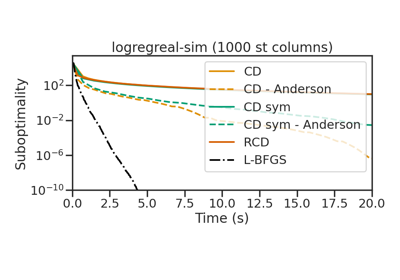 logregreal-sim (1000 st columns)
Suboptimality
10²
10⁻²
10⁻⁶
10⁻¹⁰
CD
CD - Anderson
CD sym
CD sym - Anderson
RCD
L-BFGS
0.0 2.5 5.0 7.5 10.0 12.5 15.0 17.5 20.0
Time (s)